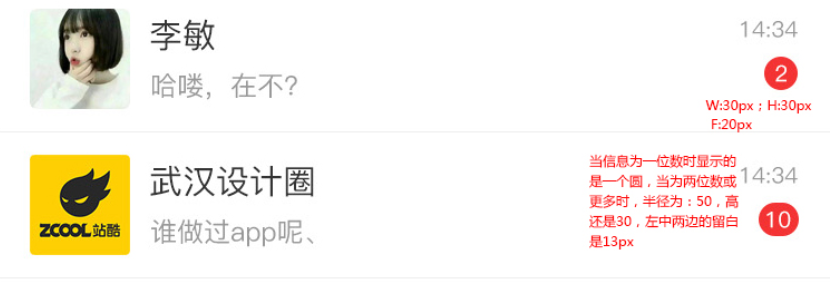 李敏
14:34
哈喽，在不？
2
W:30px；H:30px
F:20px
武汉设计圈
14:34
谁做过app呢、
10
ZCOOL站酷
当信息为一位数时显示的
是一个圆，当为两位数或
更多时，半径为：50，高
还是30，左中两边的留白
是13px